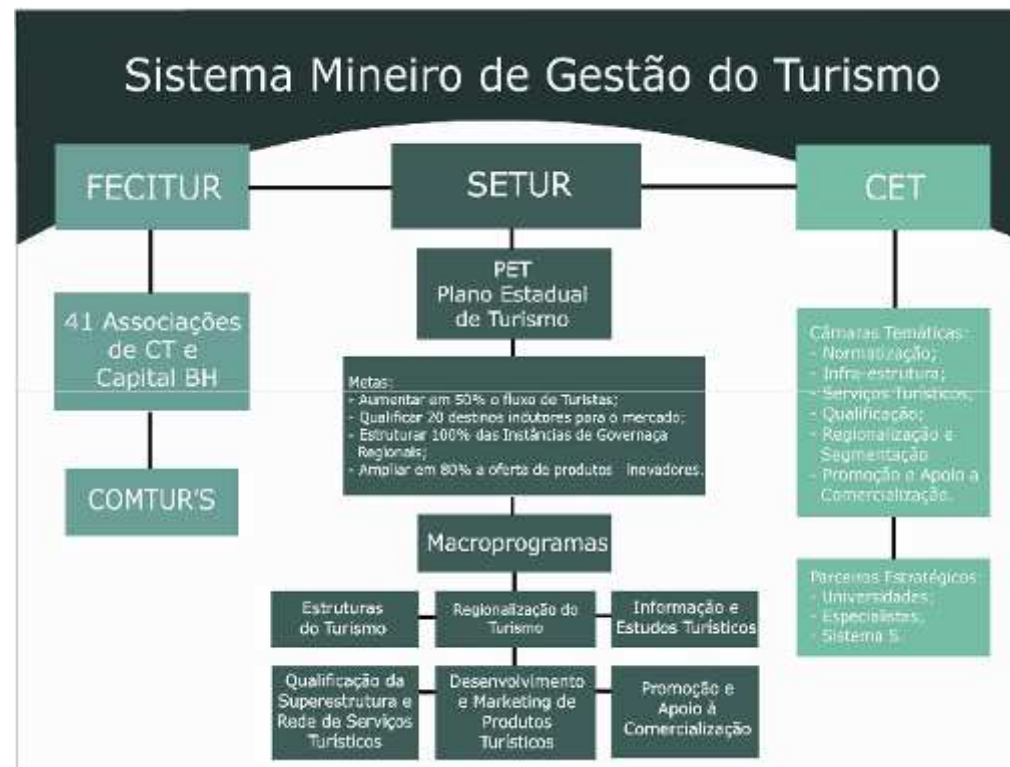 Sistema Mineiro de Gestão do Turismo
FECITUR
SETUR
CET
41 Associações
de CT e
Capital BH
COMTUR'S
PET
Plano Estadual
de Turismo
Metas:
- Aumentar em 50% o fluxo de Turistas;
- Qualificar 20 destinos indutores para o mercado;
- Estruturar 100% das Instâncias de Governaça
Regionais;
- Ampliar em 80% a oferta de produtos inovadores.
Macroprogramas
Estruturas
do Turismo
Regionalização do
Turismo
Informação e
Estudos Turísticos
Qualificação da
Superestrutura e
Rede de Serviços
Turísticos
Desenvolvimento
e Marketing de
Produtos
Turísticos
Promoção e
Apoio à
Comercialização
Câmaras Temáticas:
- Normatização;
- Infra-estrutura;
- Serviços Turísticos;
- Qualificação;
- Regionalização e
Segmentação
- Promoção e Apoio a
Comercialização.
Parceiros Estratégicos:
- Universidades;
- Especialistas,
- Sistema S.